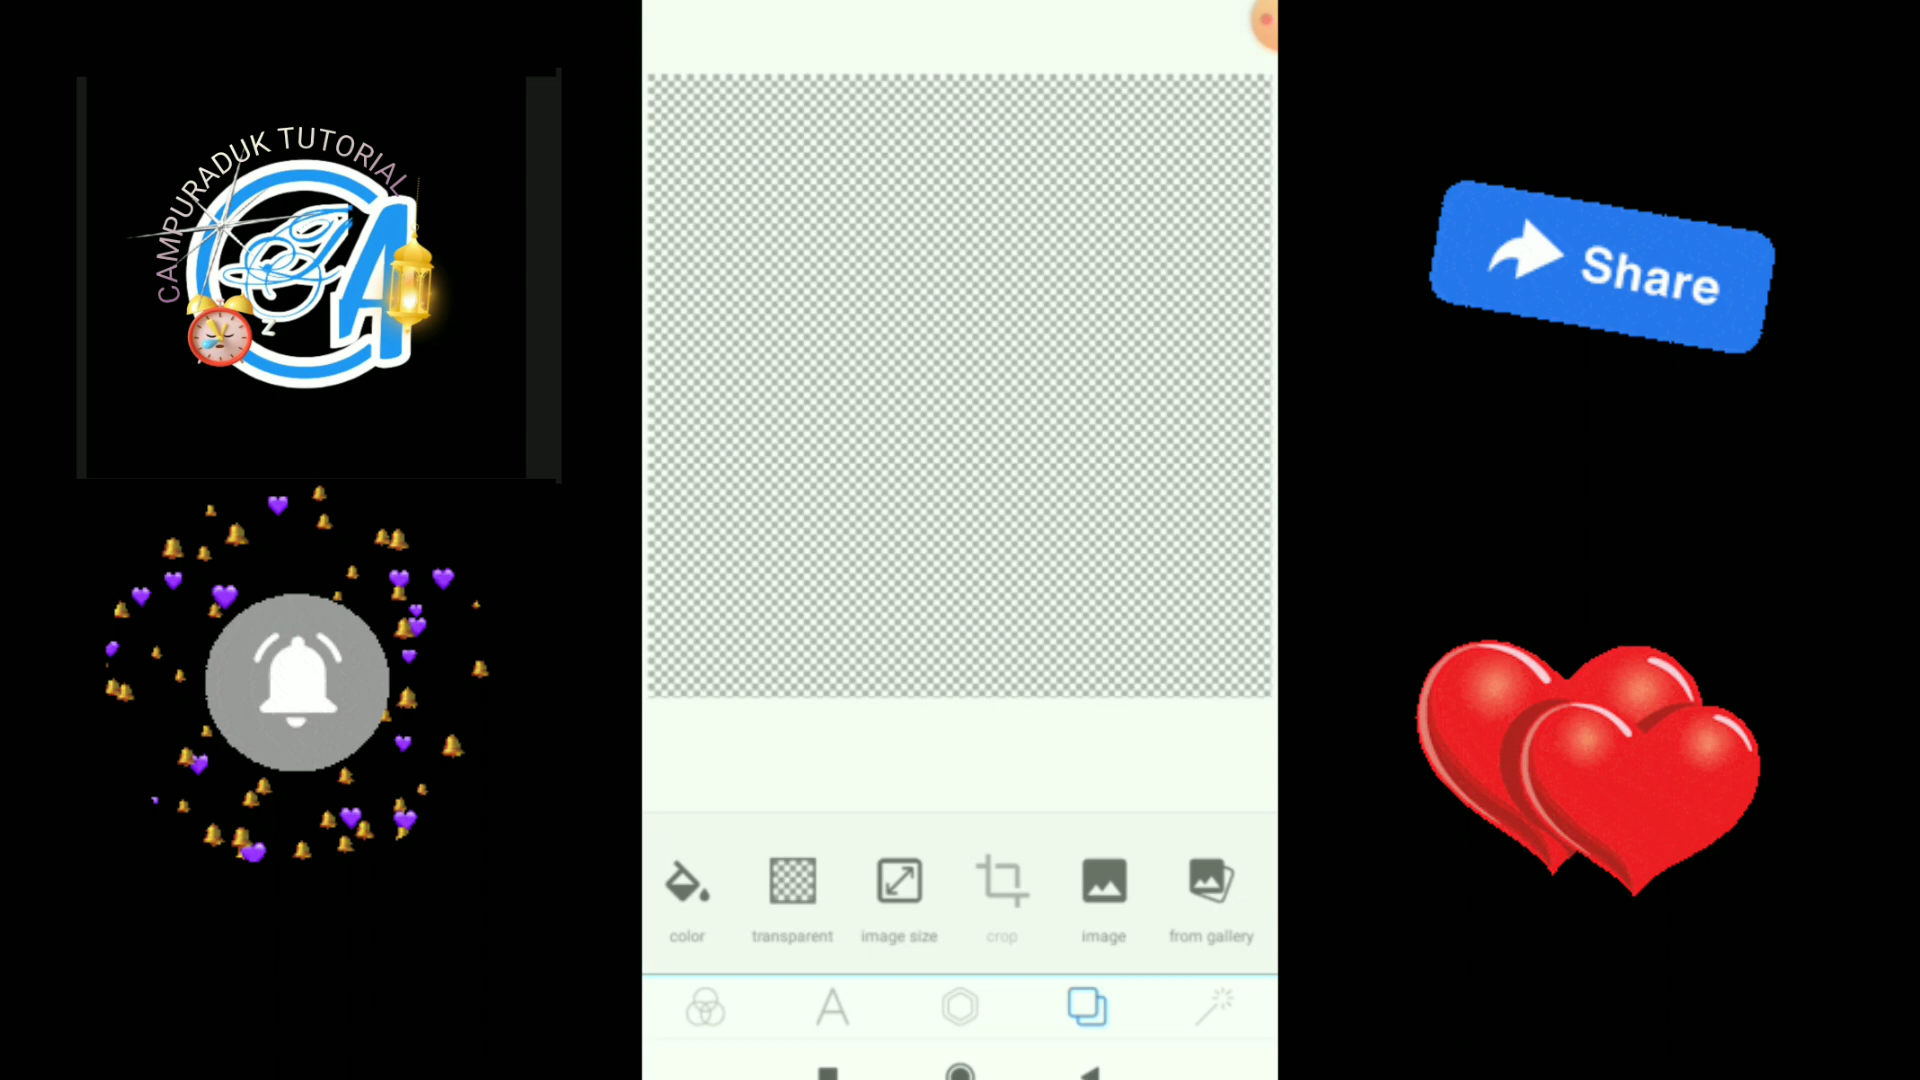 CAMPURADUK TUTORIAL
A
z
Share
color transparent image size crop image from gallery
A